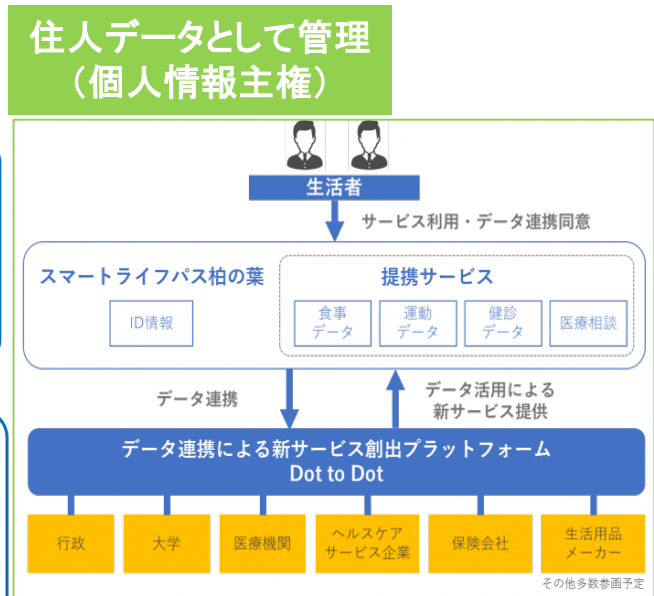 住人データとして管理
（個人情報主権）
生活者
サービス利用・データ連携同意
スマートライフパス柏の葉
提携サービス
ID情報
食事
データ
運動
データ
健診
データ
医療相談
データ連携
データ活用による
新サービス提供
データ連携による新サービス創出プラットフォーム
Dot to Dot
行政
大学
医療機関
ヘルスケア
サービス企業
保険会社
生活用品
メーカー
その他多数参画予定